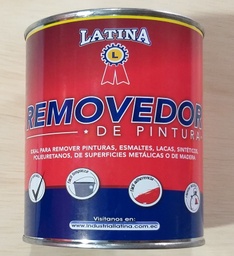 LATINA
L
REMOVEDOR
DE PINTURA
IDEAL PARA REMOVER PINTURAS, ESMALTES, LACAS, SINTÉTICOS,
POLIURETANOS, DE SUPERFICIES METÁLICAS O DE MADERA
Visítanos en:
www.industrialatina.com.ec